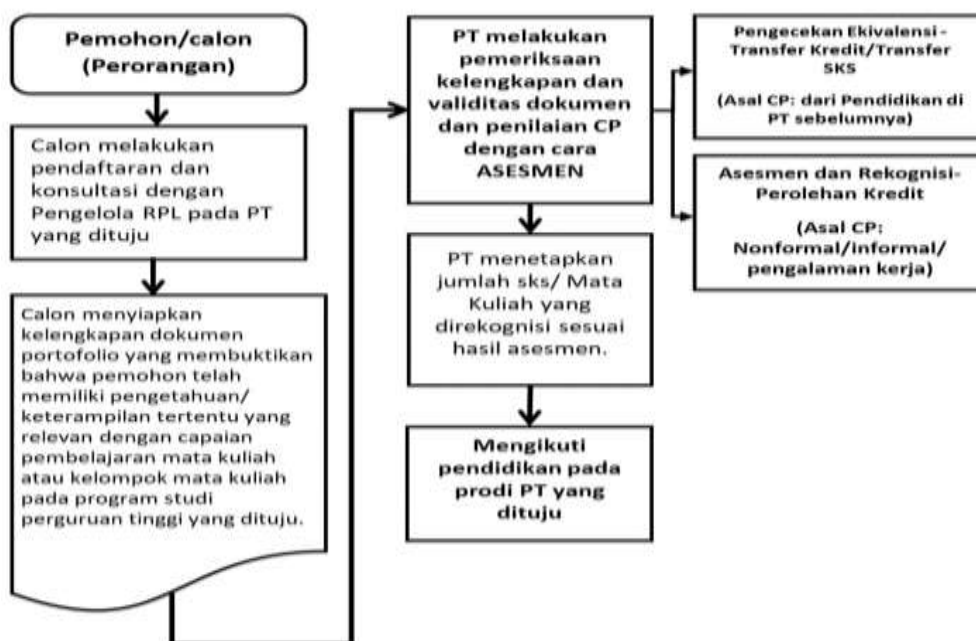 Pemohon/calon
(Perorangan)
Calon melakukan
pendaftaran dan
konsultasi dengan
Pengelola RPL pada PT
yang dituju
Calon menyiapkan
kelengkapan dokumen
portofolio yang membuktikan
bahwa pemohon telah
memiliki pengetahuan/
keterampilan tertentu yang
relevan dengan capaian
pembelajaran mata kuliah
atau kelompok mata kuliah
pada program studi
perguruan tinggi yang dituju.
PT melakukan
pemeriksaan
kelengkapan dan
validitas dokumen
dan penilaian CP
dengan cara
ASESMEN
PT menetapkan
jumlah sks/ Mata
Kuliah yang
direkognisi sesuai
hasil asesmen.
Mengikuti
pendidikan pada
prodi PT yang
dituju
Pengecekan Ekivalensi -
Transfer Kredit/Transfer
SKS
(Asal CP: dari Pendidikan di
PT sebelumnya)
Asesmen dan Rekognisi-
Perolehan Kredit
(Asal CP:
Nonformal/informal/
pengalaman kerja)